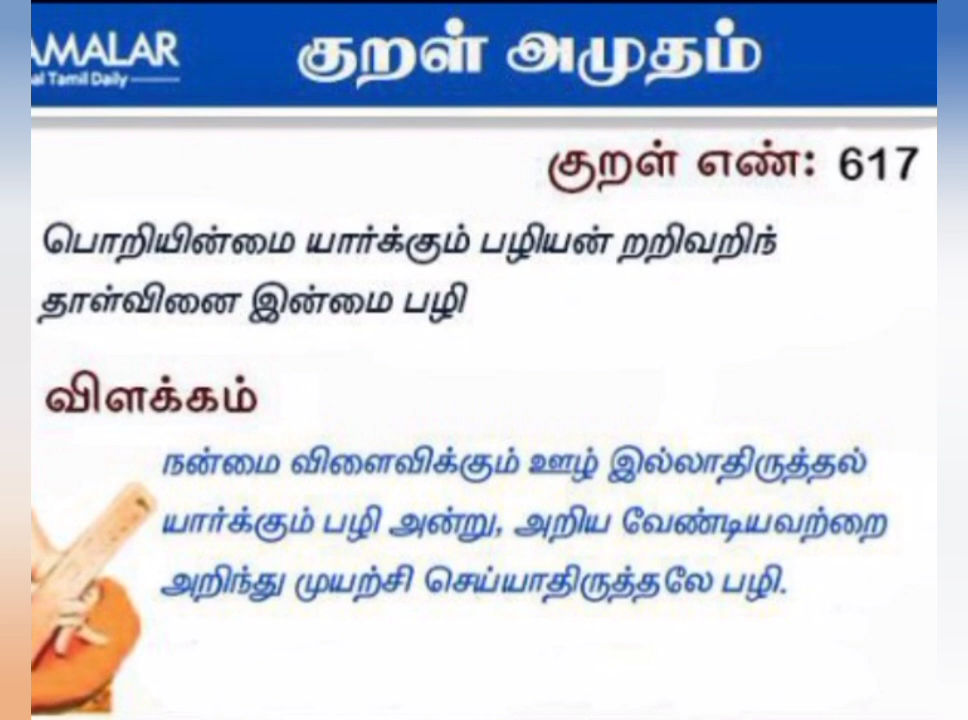 AMALAR
al Tamil Daily
குறள் அமுதம்
குறள் எண்: 617
பொறியின்மை யார்க்கும் பழியன் றறிவறிந்
தாள்வினை இன்மை பழி
விளக்கம்
நன்மை விளைவிக்கும் ஊழ் இல்லாதிருத்தல்
யார்க்கும் பழி அன்று, அறிய வேண்டியவற்றை
அறிந்து முயற்சி செய்யாதிருத்தலே பழி.